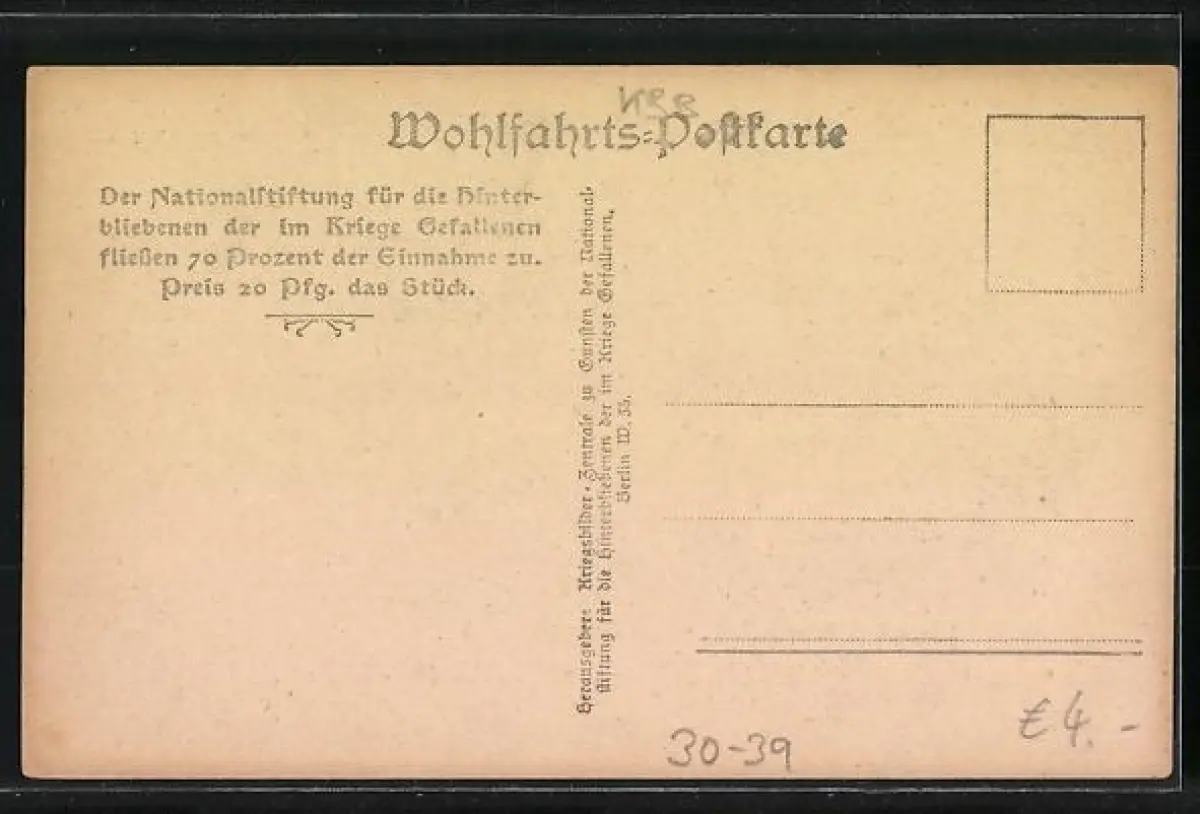 Wohlfahrts-Postkarte
Der Nationalstiftung für die Hinter-
bliebenen der im Kriege Gefallenen
fließen 70 Prozent der Einnahme zu.
Preis 20 Pfg. das Stück.
Herausgeber: Kriegsbilder-Zentrale zu Gunsten der National-
stiftung für die Hinterbliebenen der im Kriege Gefallenen,
Berlin W. 35.
30-39
€ 4.-